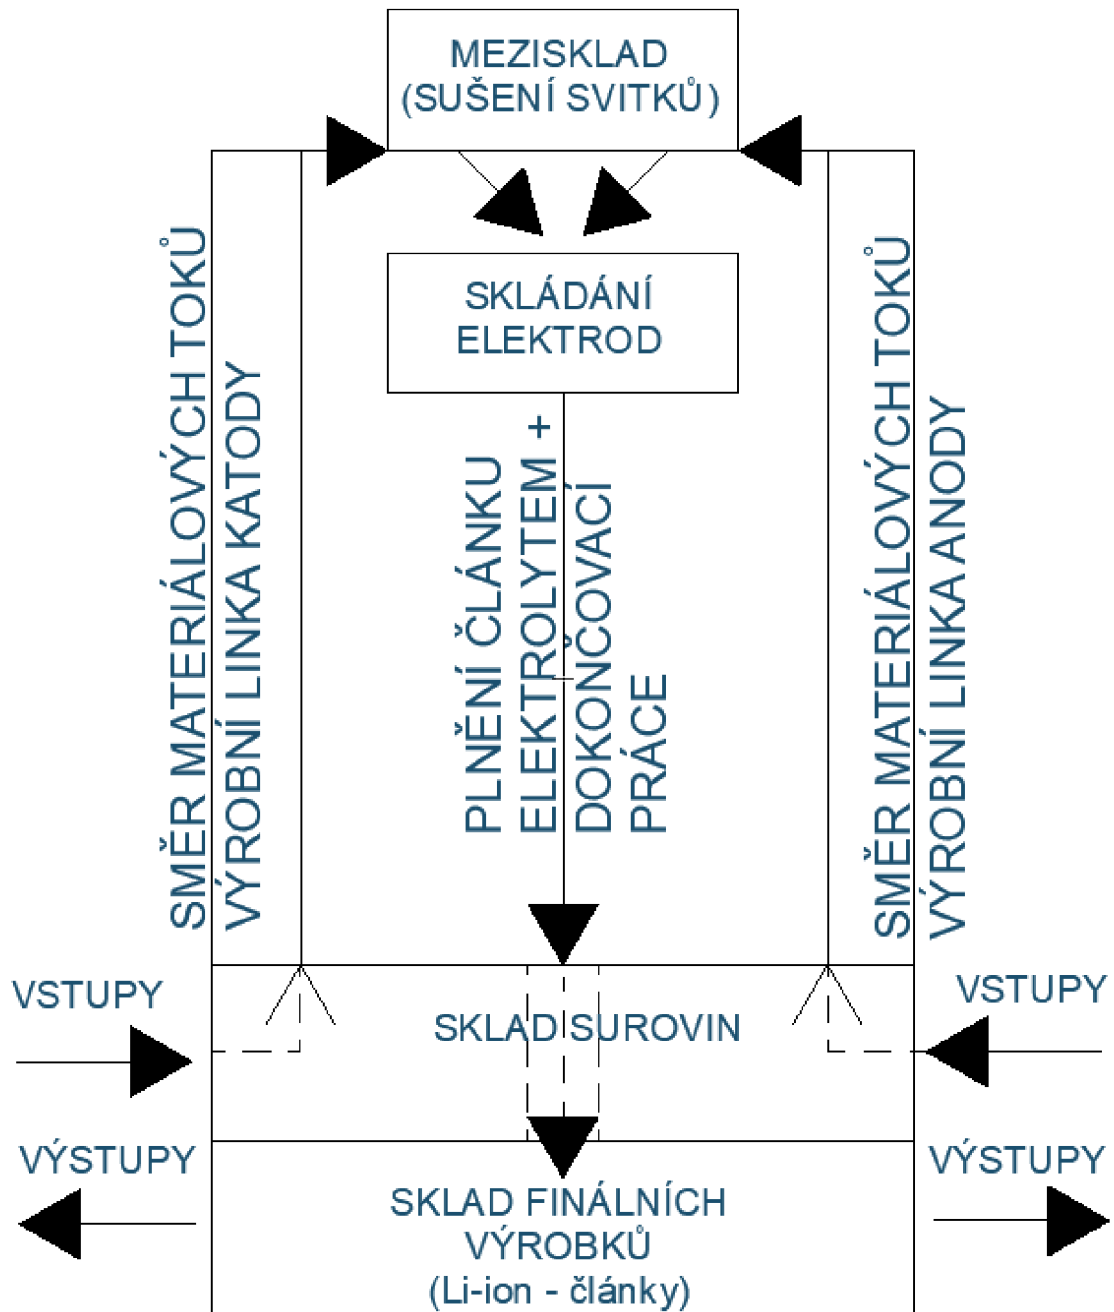 MEZISKLAD
(SUŠENÍ SVITKŮ)
SKLÁDÁNÍ
ELEKTROD
SMĚR MATERIÁLOVÝCH TOKŮ
VÝROBNÍ LINKA KATODY
PLNĚNÍ ČLÁNKU
ELEKTROLYTEM +
DOKONČOVACÍ
PRÁCE
SMĚR MATERIÁLOVÝCH TOKŮ
VÝROBNÍ LINKA ANODY
VSTUPY
SKLAD SUROVIN
VSTUPY
VÝSTUPY
SKLAD FINÁLNÍCH
VÝROBKŮ
(Li-ion - články)
VÝSTUPY